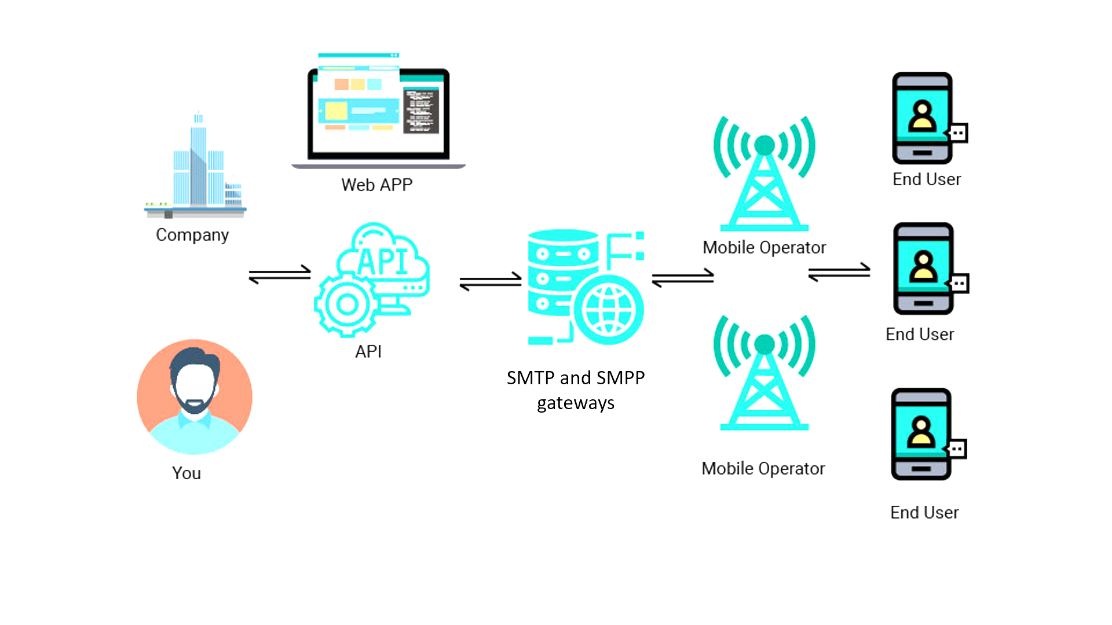 Web APP
Company
API
API
You
SMTP and SMPP
gateways
Mobile Operator
Mobile Operator
End User
End User
End User